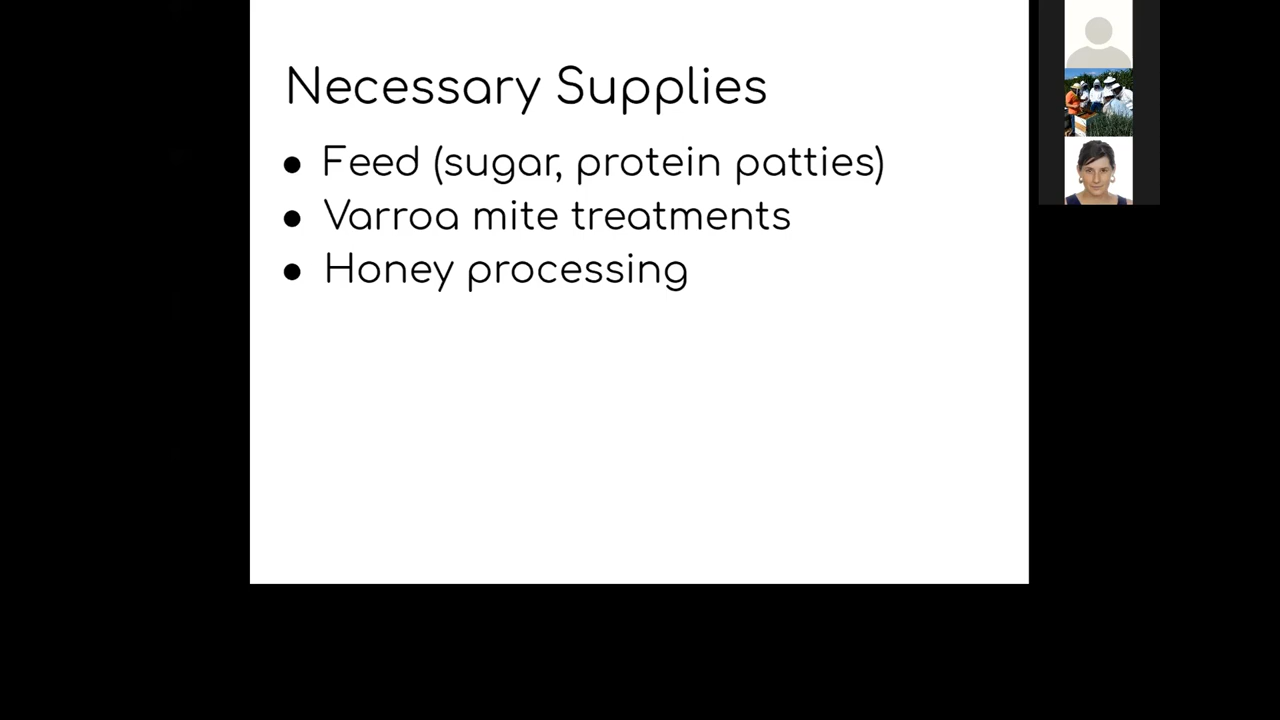 Necessary Supplies
● Feed (sugar, protein patties)
● Varroa mite treatments
● Honey processing